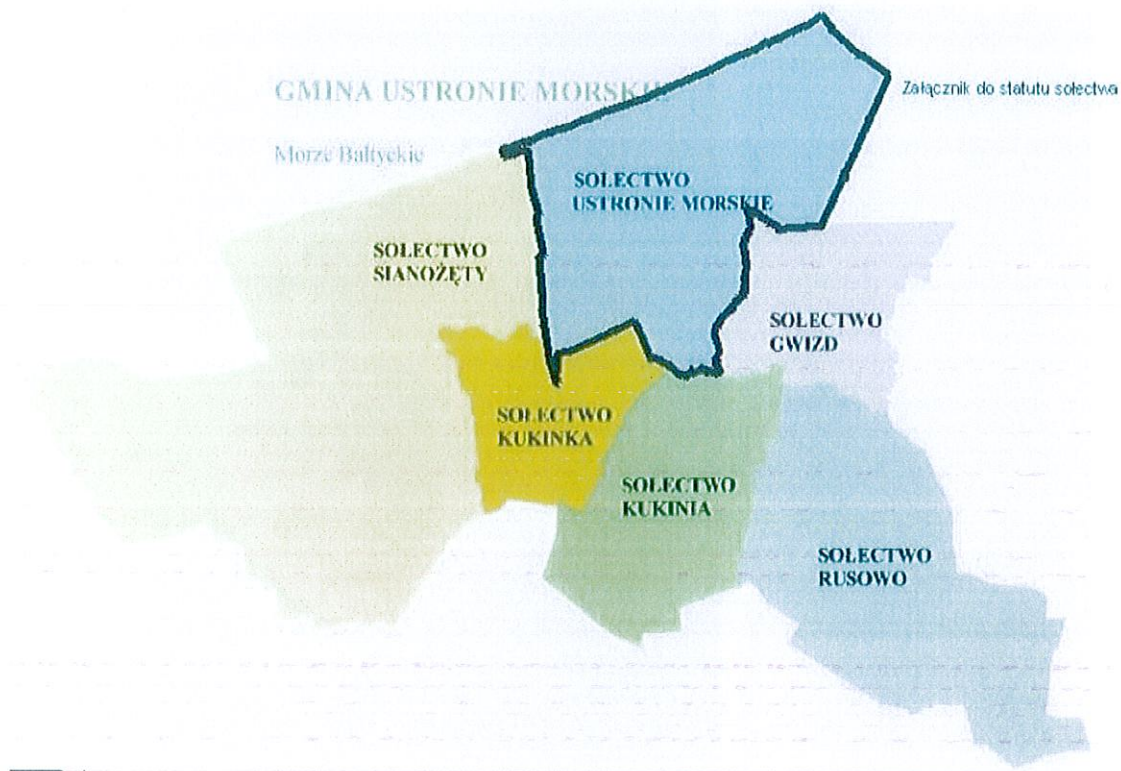 GMINA USTRONIE MORSKIE
Załącznik do statutu sołectwa
Morze Bałtyckie
SOŁECTWO
USTRONIE MORSKIE
SOŁECTWO
SIANOŻĘTY
SOŁECTWO
GWIZD
SOŁECTWO
KUKINKA
SOŁECTWO
KUKINIA
SOŁECTWO
RUSOWO